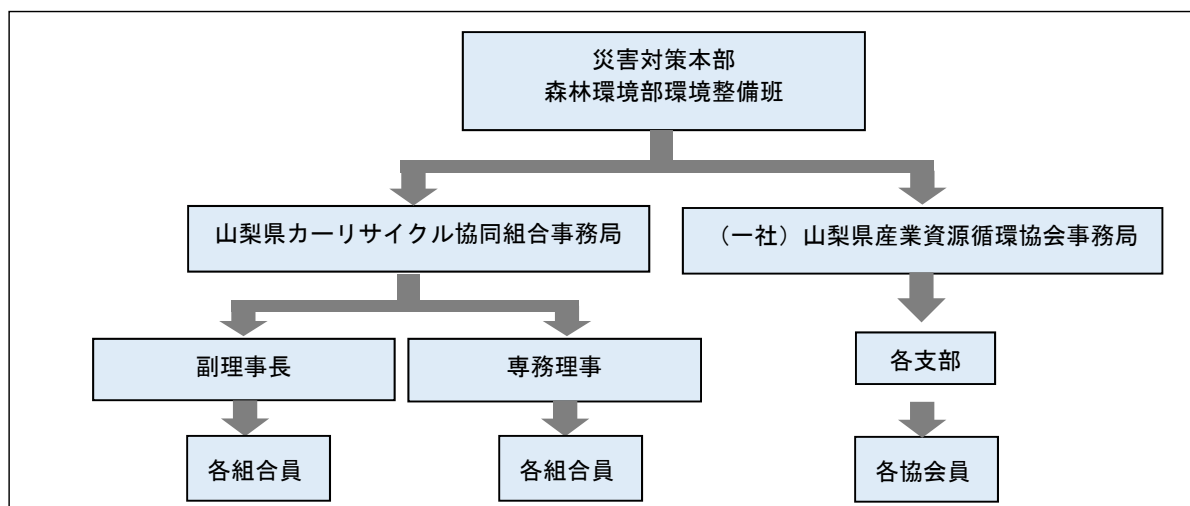 災害対策本部
森林環境部環境整備班
山梨県カーリサイクル協同組合事務局
（一社）山梨県産業資源循環協会事務局
副理事長
専務理事
各支部
各組合員
各組合員
各協会員